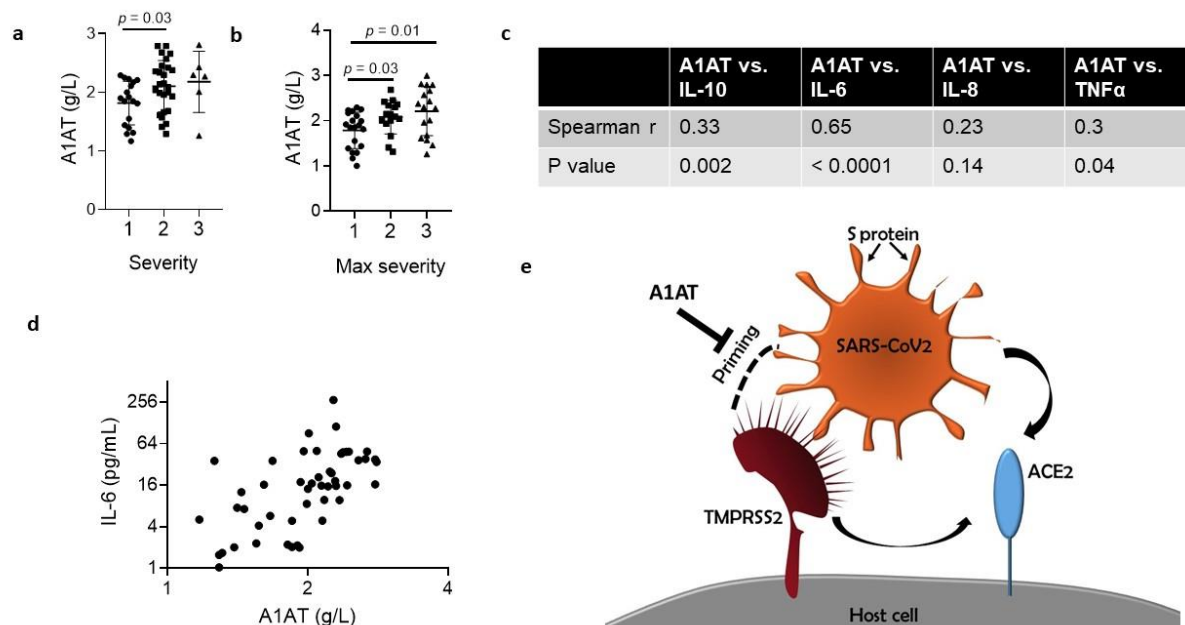 a
p = 0.03
A1AT (g/L)
3
2
1
0
1 2 3
Severity
b
p = 0.01
p = 0.03
A1AT (g/L)
4
3
2
1
0
1 2 3
Max severity
c
A1AT vs. IL-10 A1AT vs. IL-6 A1AT vs. IL-8 A1AT vs. TNFα
Spearman r 0.33 0.65 0.23 0.3
P value 0.002 < 0.0001 0.14 0.04
d
IL-6 (pg/mL)
256
64
16
4
1
1 2 4
A1AT (g/L)
e
S protein
A1AT
Priming
SARS-CoV2
ACE2
TMPRSS2
Host cell